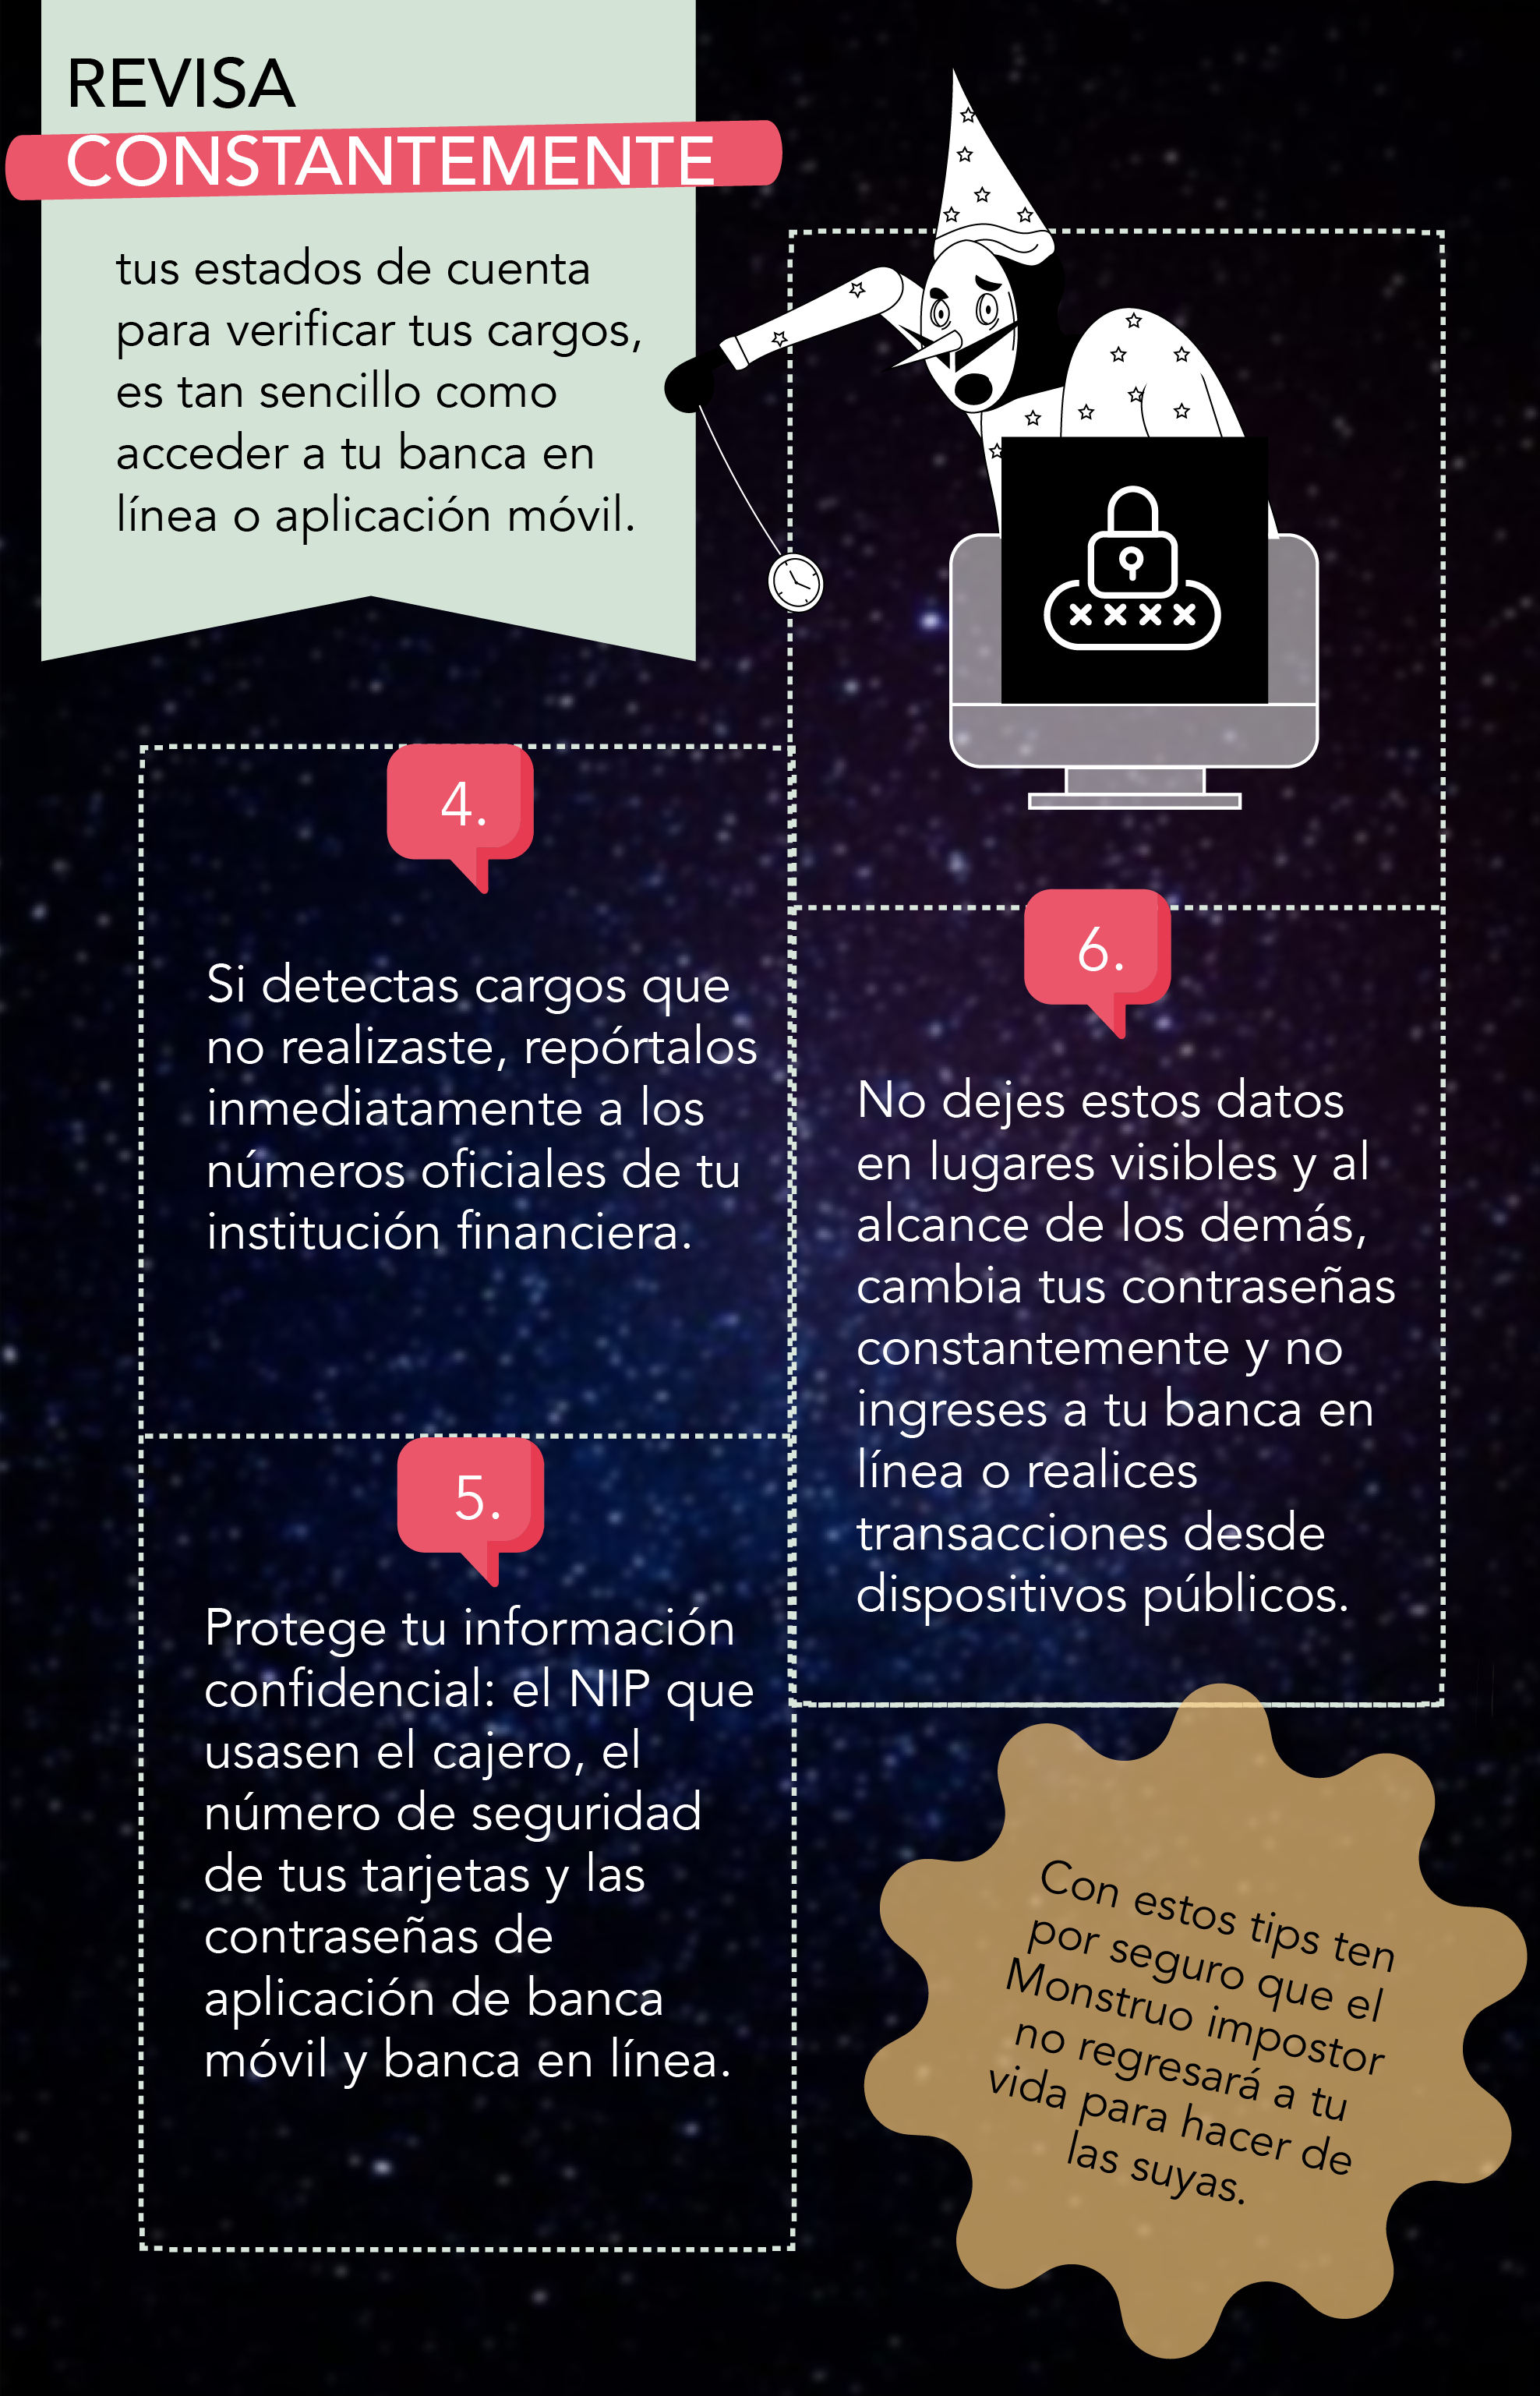 REVISA
CONSTANTEMENTE
tus estados de cuenta
para verificar tus cargos,
es tan sencillo como
acceder a tu banca en
línea o aplicación móvil.
4.
Si detectas cargos que
no realizaste, repórtalos
inmediatamente a los
números oficiales de tu
institución financiera.
5.
Protege tu información
confidencial: el NIP que
usasen el cajero, el
número de seguridad
de tus tarjetas y las
contraseñas de
aplicación de banca
móvil y banca en línea.
6.
No dejes estos datos
en lugares visibles y al
alcance de los demás,
cambia tus contraseñas
constantemente y no
ingreses a tu banca en
línea o realices
transacciones desde
dispositivos públicos.
Con estos tips ten
por seguro que el
Monstruo impostor
no regresará a tu
vida para hacer de
las suyas.